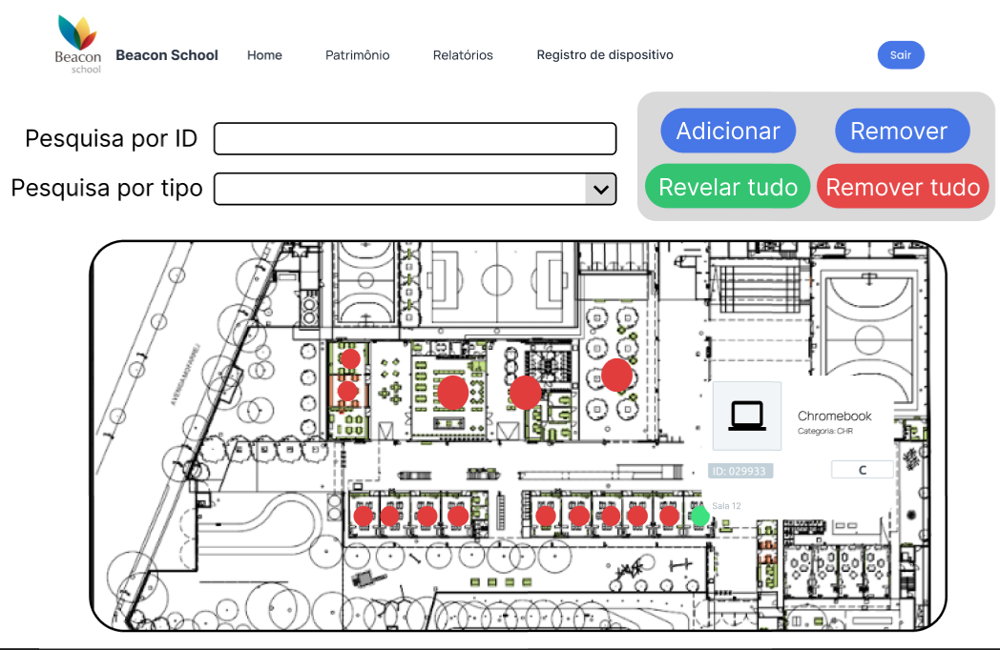 Beacon
school
Beacon School
Home
Patrimônio
Relatórios
Registro de dispositivo
Sair
Pesquisa por ID
Adicionar
Remover
Pesquisa por tipo
Revelar tudo
Remover tudo
Chromebook
Categoria: CHR
ID: 029933
C
Sala 12